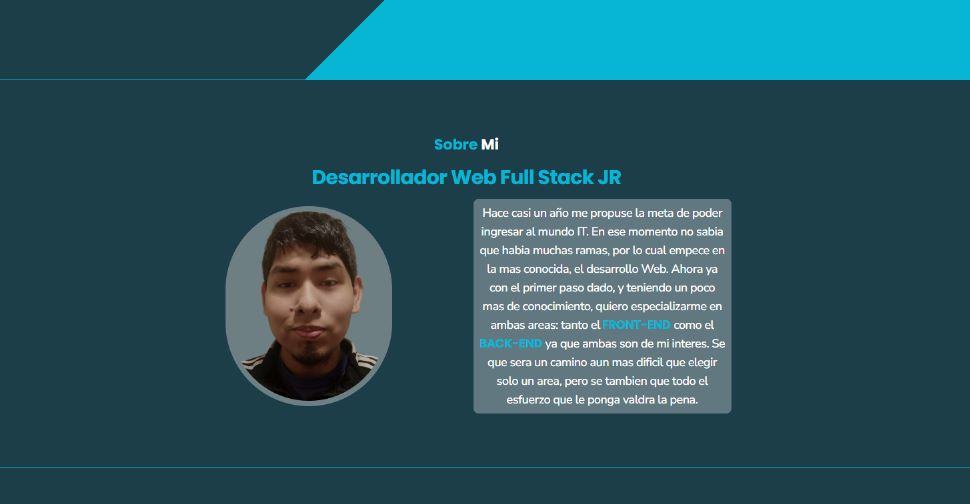 Sobre Mi
Desarrollador Web Full Stack JR
Hace casi un año me propuse la meta de poder
ingresar al mundo IT. En ese momento no sabia
que habia muchas ramas, por lo cual empece en
la mas conocida, el desarrollo Web. Ahora ya
con el primer paso dado, y teniendo un poco
mas de conocimiento, quiero especializarme en
ambas areas: tanto el FRONT-END como el
BACK-END ya que ambas son de mi interes. Se
que sera un camino aun mas dificil que elegir
solo un area, pero se tambien que todo el
esfuerzo que le ponga valdra la pena.